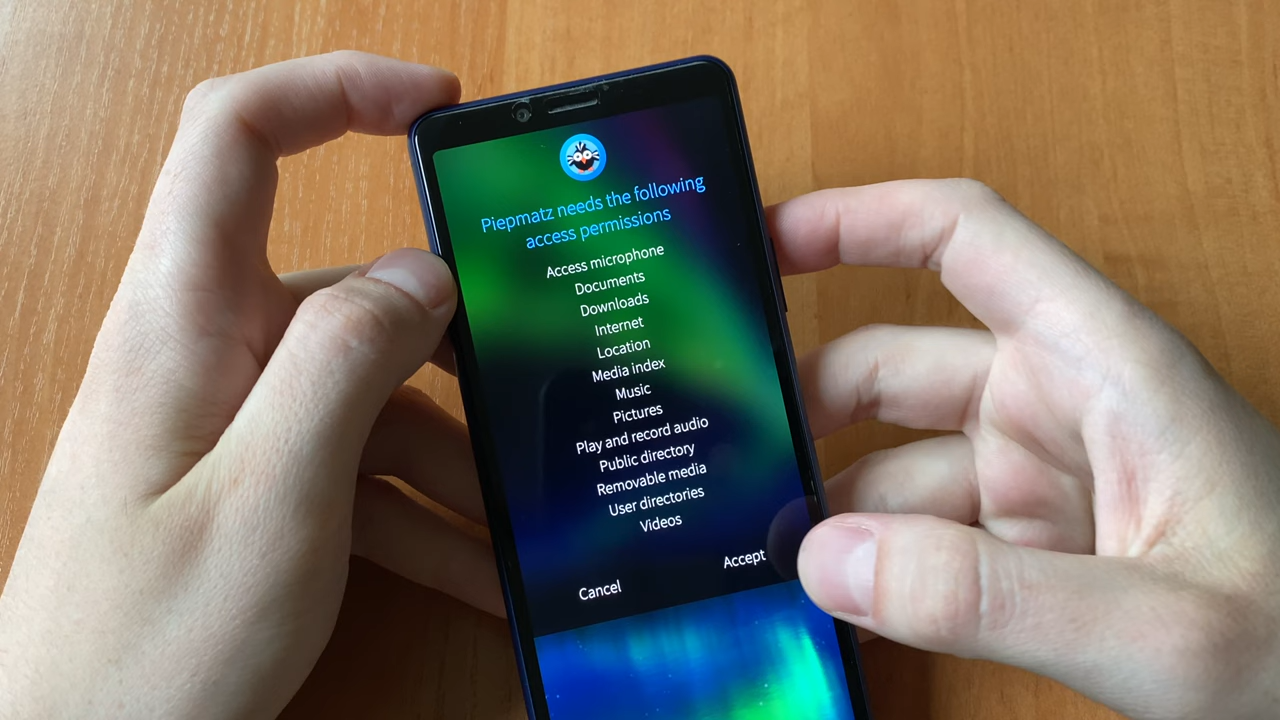 Piepmatz needs the following
access permissions
Access microphone
Documents
Downloads
Internet
Location
Media index
Music
Pictures
Play and record audio
Public directory
Removable media
User directories
Videos
Cancel
Accept